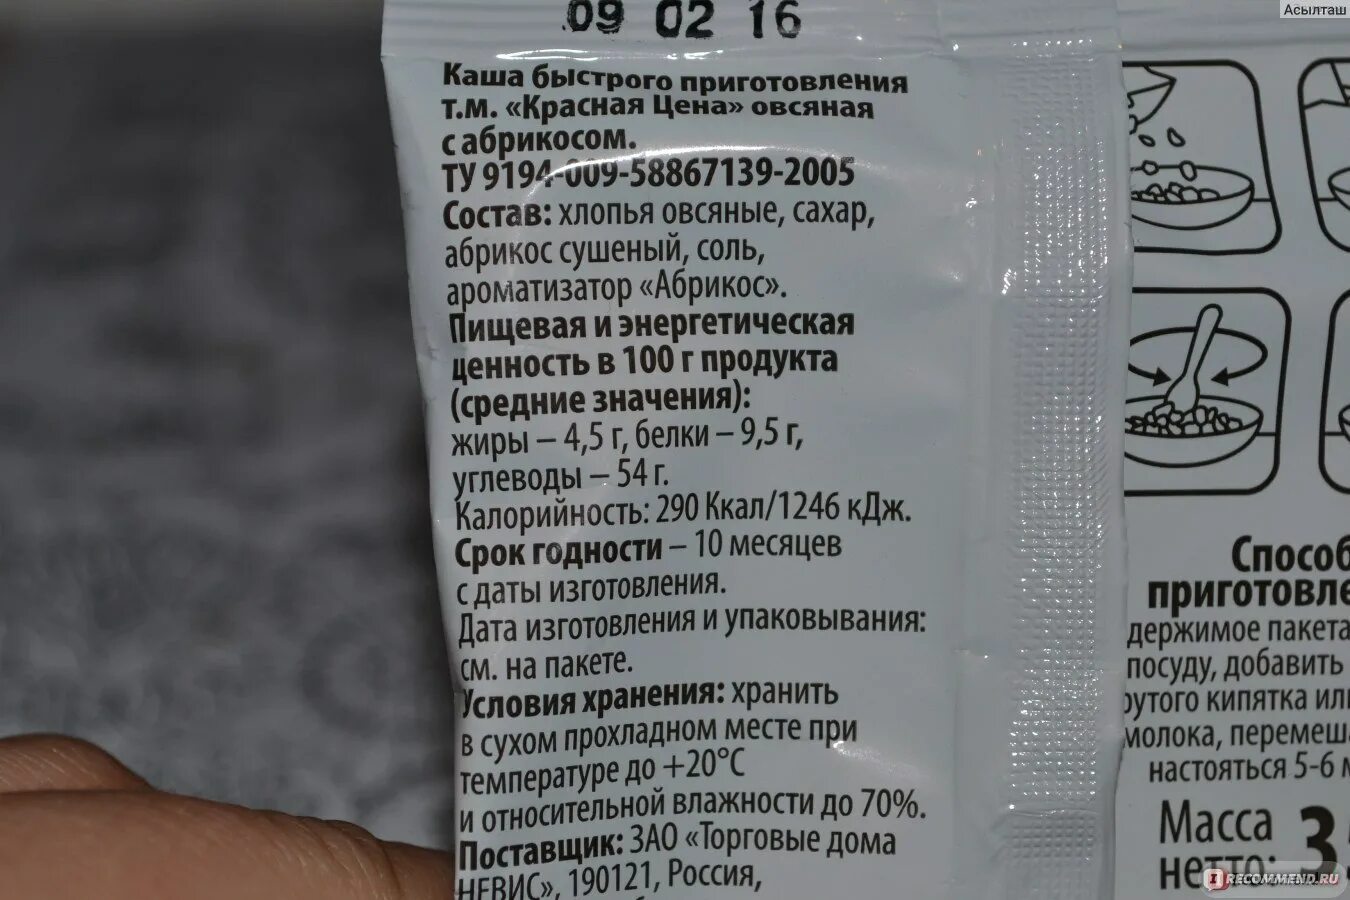 Асылташ
09 02 16
Каша быстрого приготовления
т.м. «Красная Цена» овсяная
с абрикосом.
ТУ 9194-009-58867139-2005
Состав: хлопья овсяные, сахар,
абрикос сушеный, соль,
ароматизатор «Абрикос».
Пищевая и энергетическая
ценность в 100 г продукта
(средние значения):
жиры – 4,5 г, белки – 9,5 г,
углеводы – 54 г.
Калорийность: 290 Ккал/1246 кДж.
Срок годности – 10 месяцев
с даты изготовления.
Дата изготовления и упаковывания:
см. на пакете.
Условия хранения: хранить
в сухом прохладном месте при
температуре до +20°С
и относительной влажности до 70%.
Поставщик: ЗАО «Торговые дома
НЕВИС», 190121, Россия,
Способ
приготовле
держимое пакета
посуду, добавить
рутого кипятка или
молока, перемеш
настояться 5-6 м
Масса
нетто: 3
RECOMMEND.RU